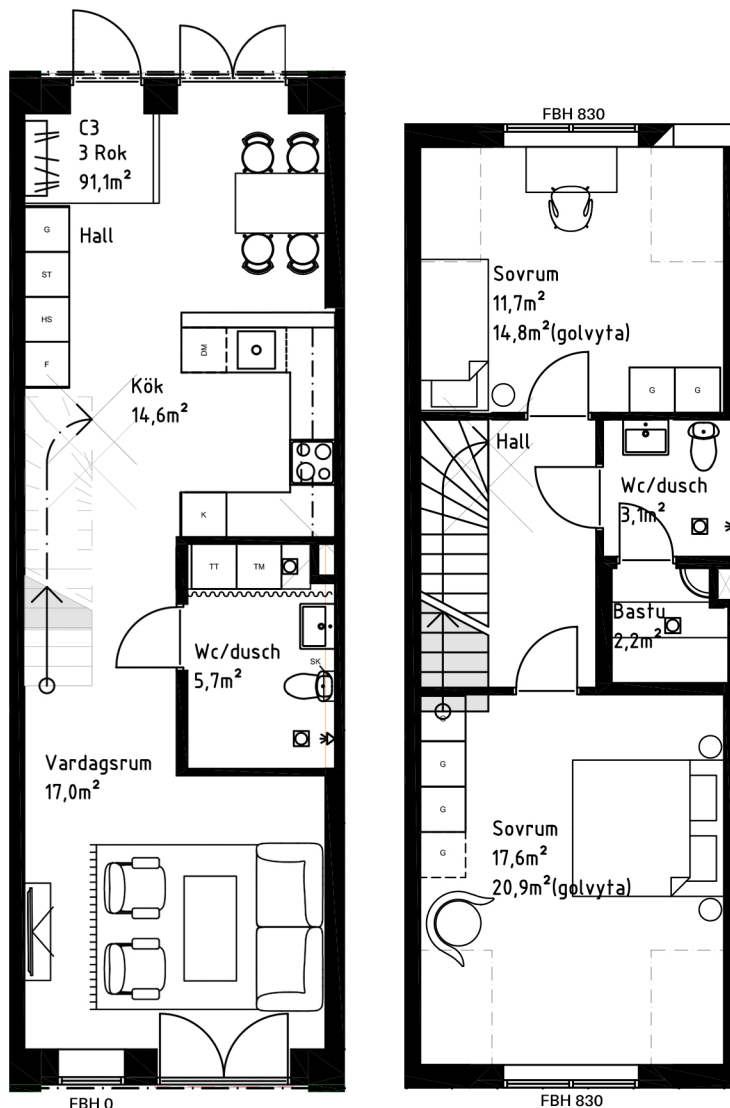 C3
3 Rok
91,1m²
Hall
G
ST
HS
F
DM
Kök
14,6m²
K
TT
TM
Wc/dusch
5,7m²
SK
Vardagsrum
17,0m²
FBH 0
FBH 830
Sovrum
11,7m²
14,8m²(golvyta)
G
G
Hall
Wc/dusch
3,1m²
Bastu
2,2m²
G
G
G
G
Sovrum
17,6m²
20,9m²(golvyta)
FBH 830